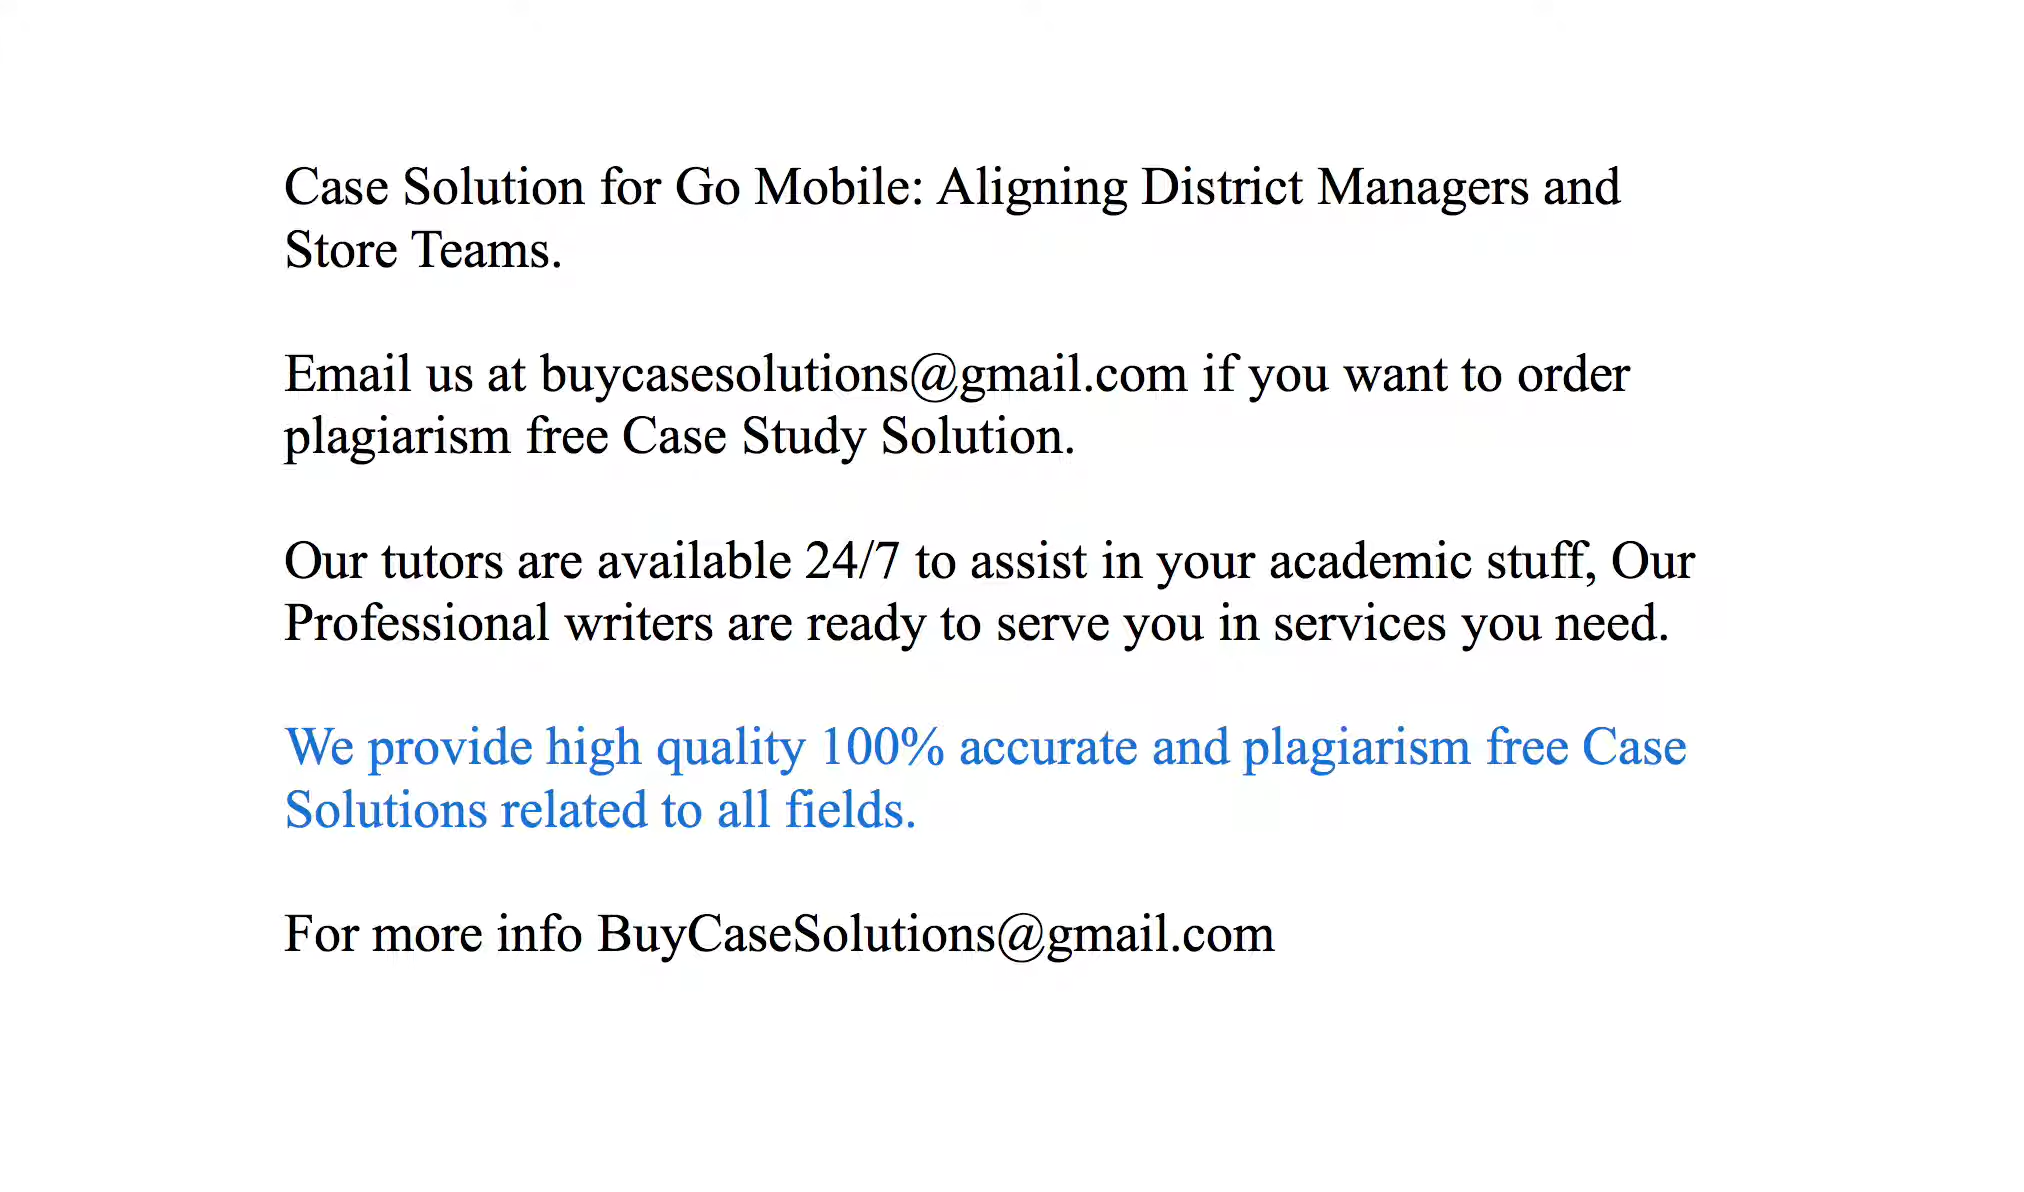 Case Solution for Go Mobile: Aligning District Managers and
Store Teams.
Email us at buycasesolutions@gmail.com if you want to order
plagiarism free Case Study Solution.
Our tutors are available 24/7 to assist in your academic stuff, Our
Professional writers are ready to serve you in services you need.
We provide high quality 100% accurate and plagiarism free Case
Solutions related to all fields.
For more info BuyCaseSolutions@gmail.com